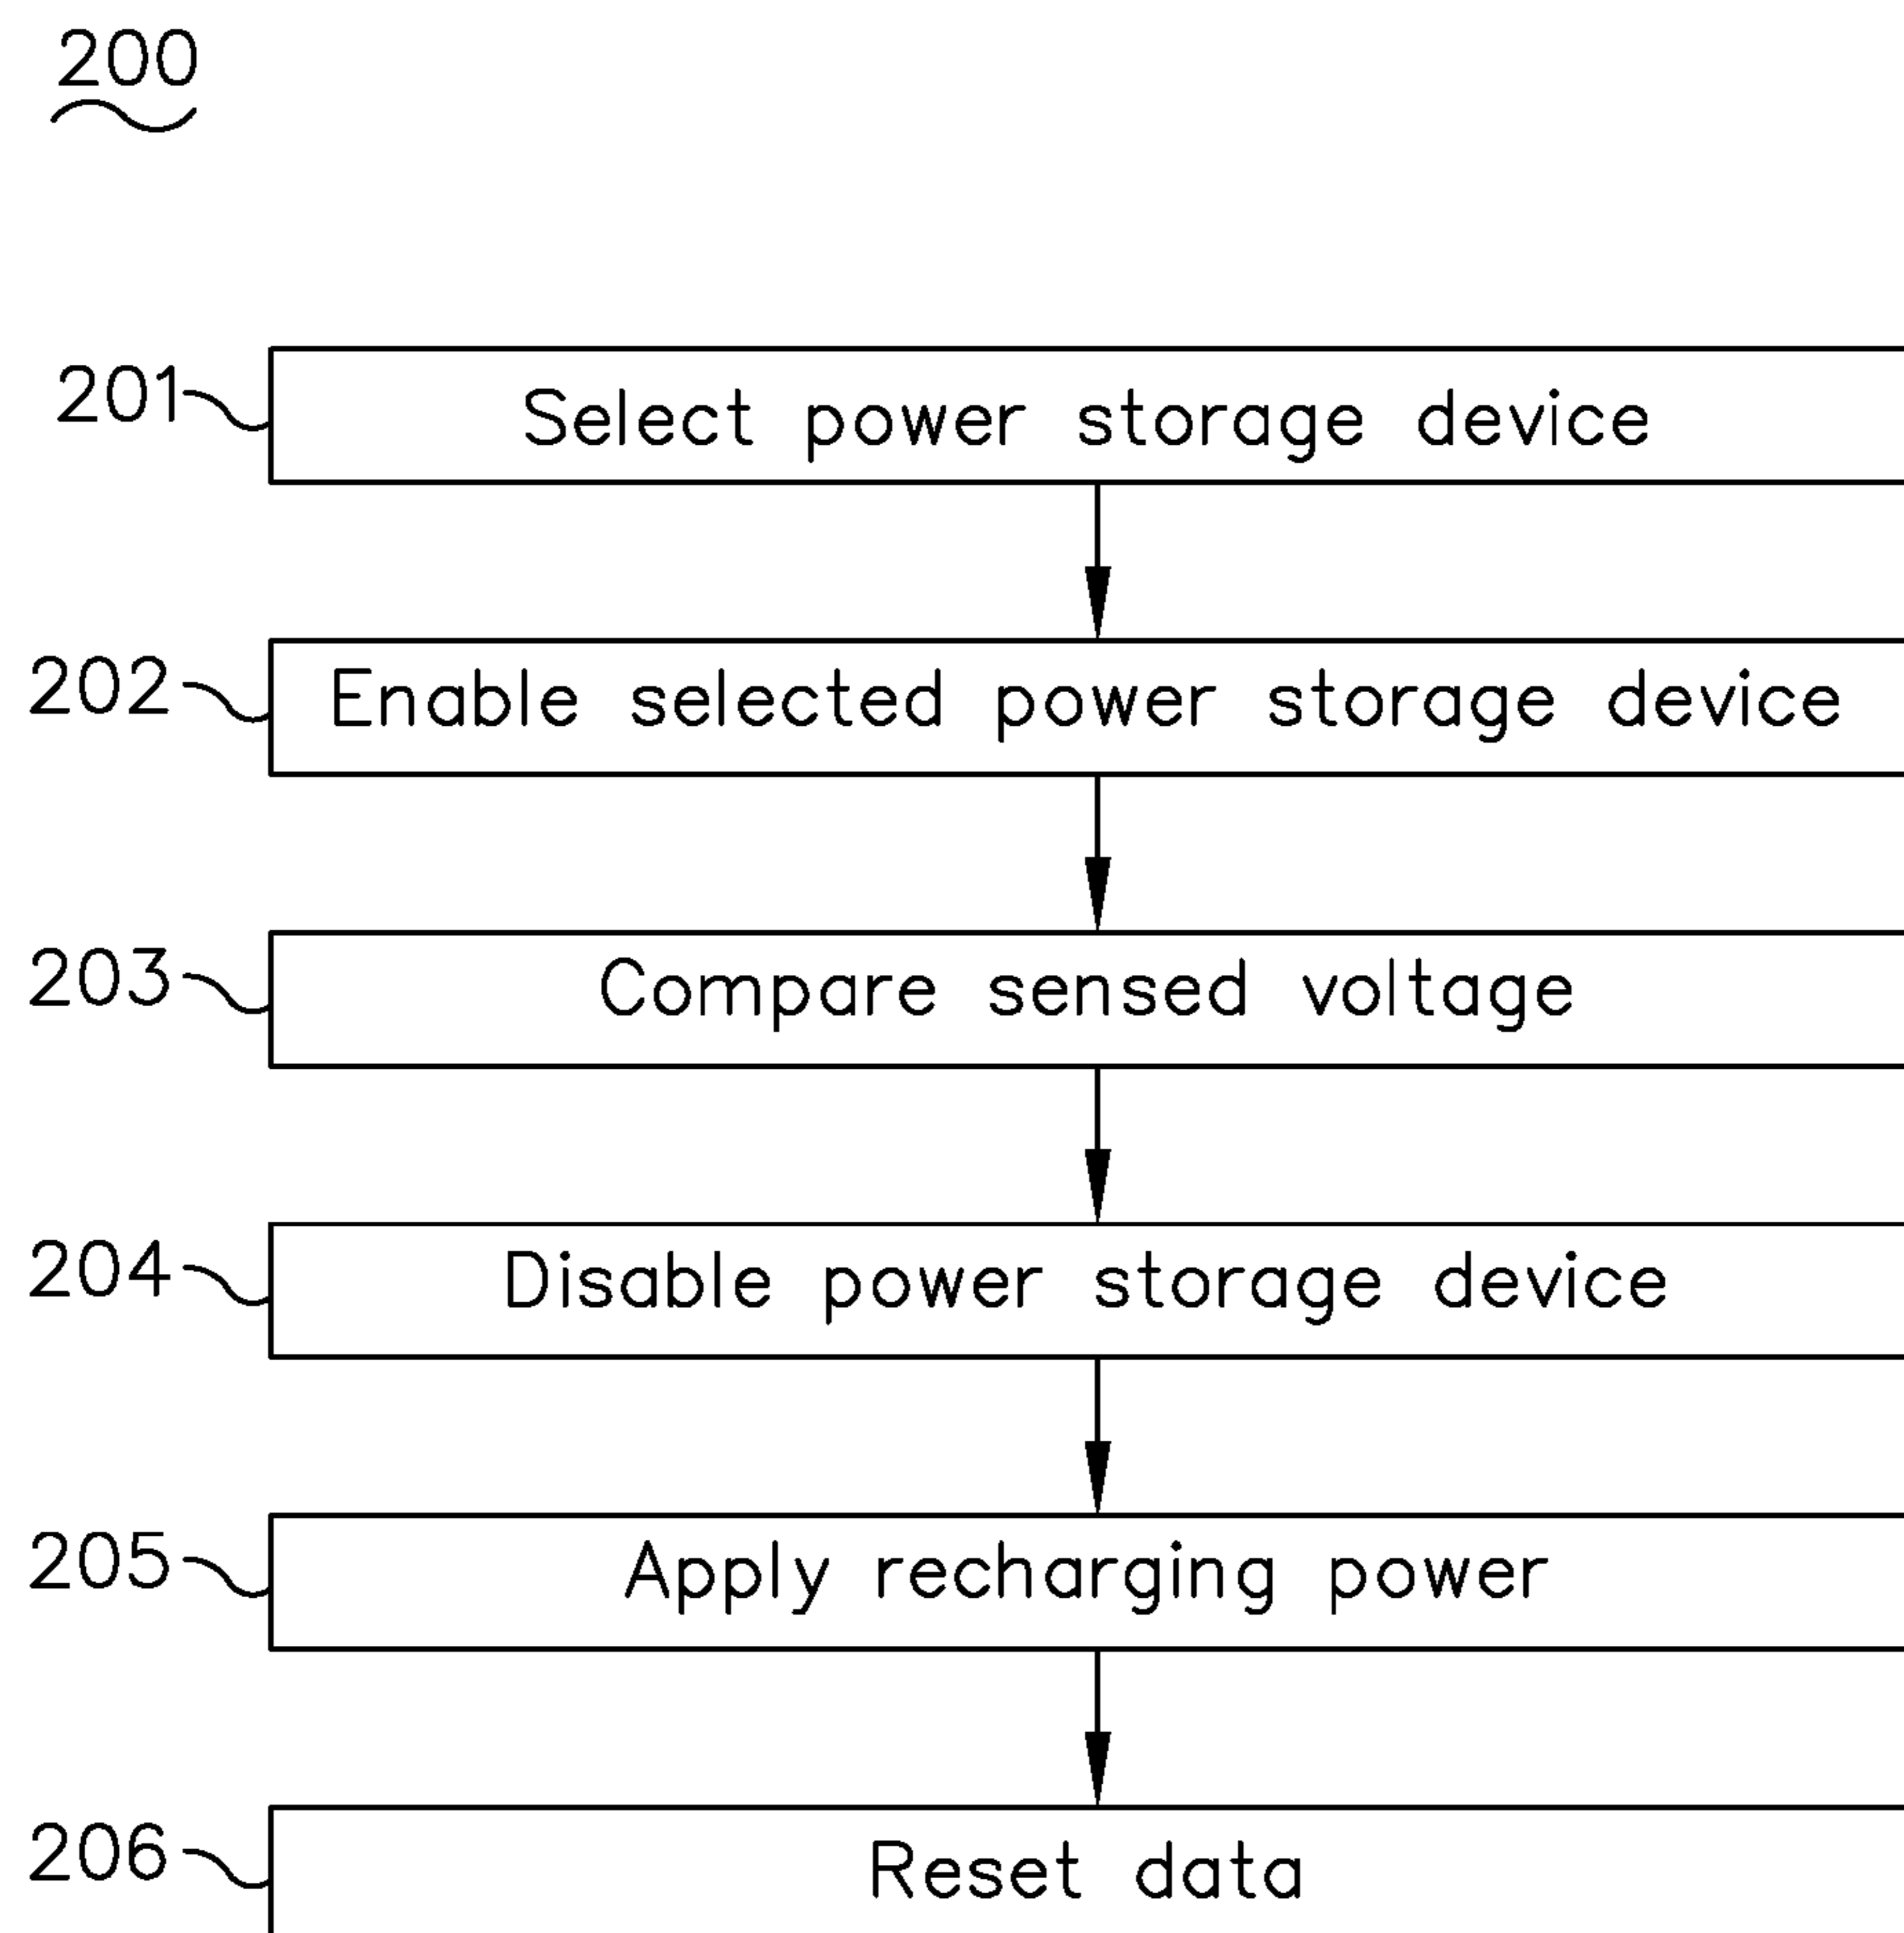 200
201 Select power storage device
202 Enable selected power storage device
203 Compare sensed voltage
204 Disable power storage device
205 Apply recharging power
206 Reset data